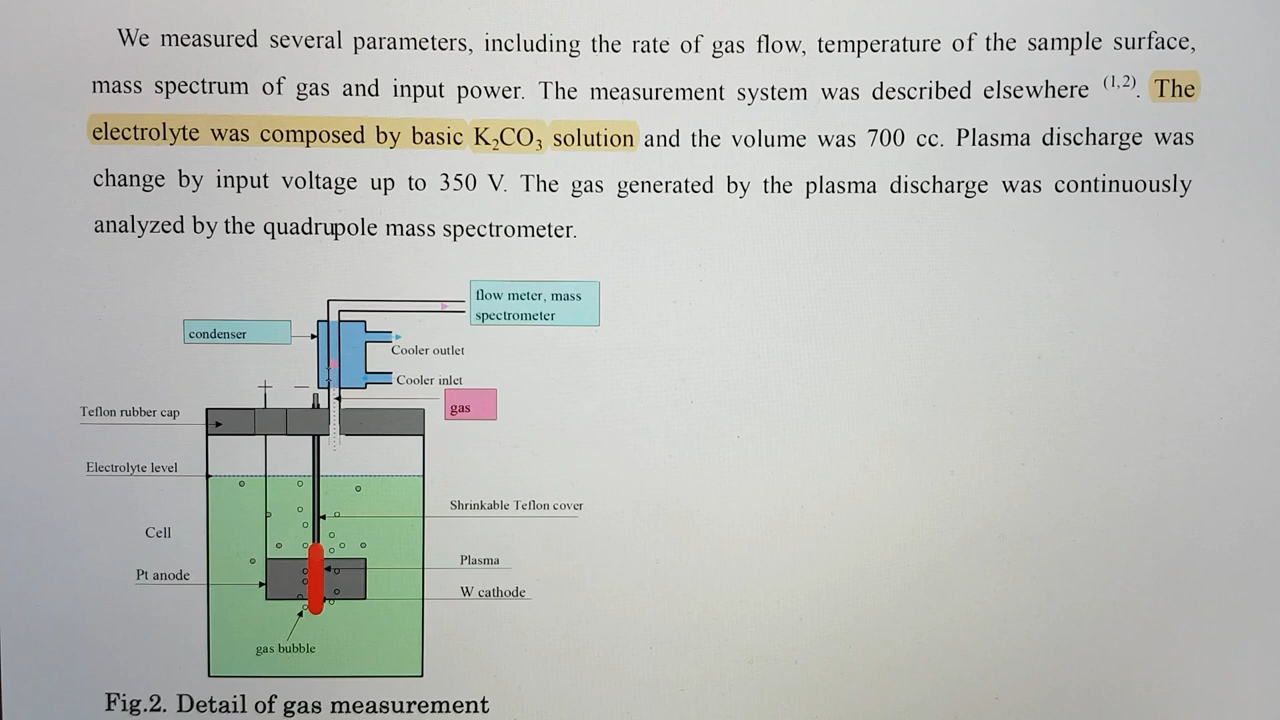 We measured several parameters, including the rate of gas flow, temperature of the sample surface,
mass spectrum of gas and input power. The measurement system was described elsewhere (1,2). The
electrolyte was composed by basic K₂CO₃ solution and the volume was 700 cc. Plasma discharge was
change by input voltage up to 350 V. The gas generated by the plasma discharge was continuously
analyzed by the quadrupole mass spectrometer.
flow meter, mass
spectrometer
condenser
Cooler outlet
Cooler inlet
+ −
gas
Teflon rubber cap
Electrolyte level
Shrinkable Teflon cover
Cell
Plasma
Pt anode
W cathode
gas bubble
Fig.2. Detail of gas measurement